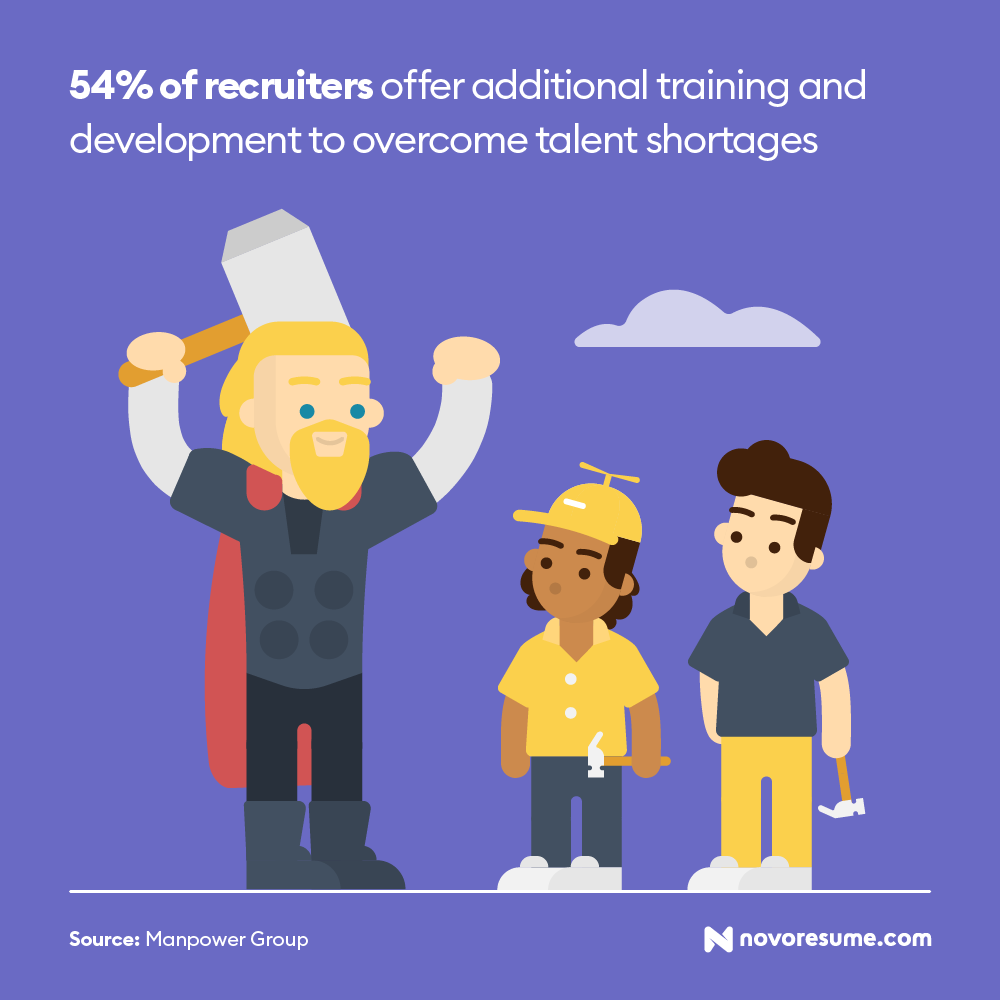 54% of recruiters offer additional training and
development to overcome talent shortages
Source: Manpower Group
novoresume.com